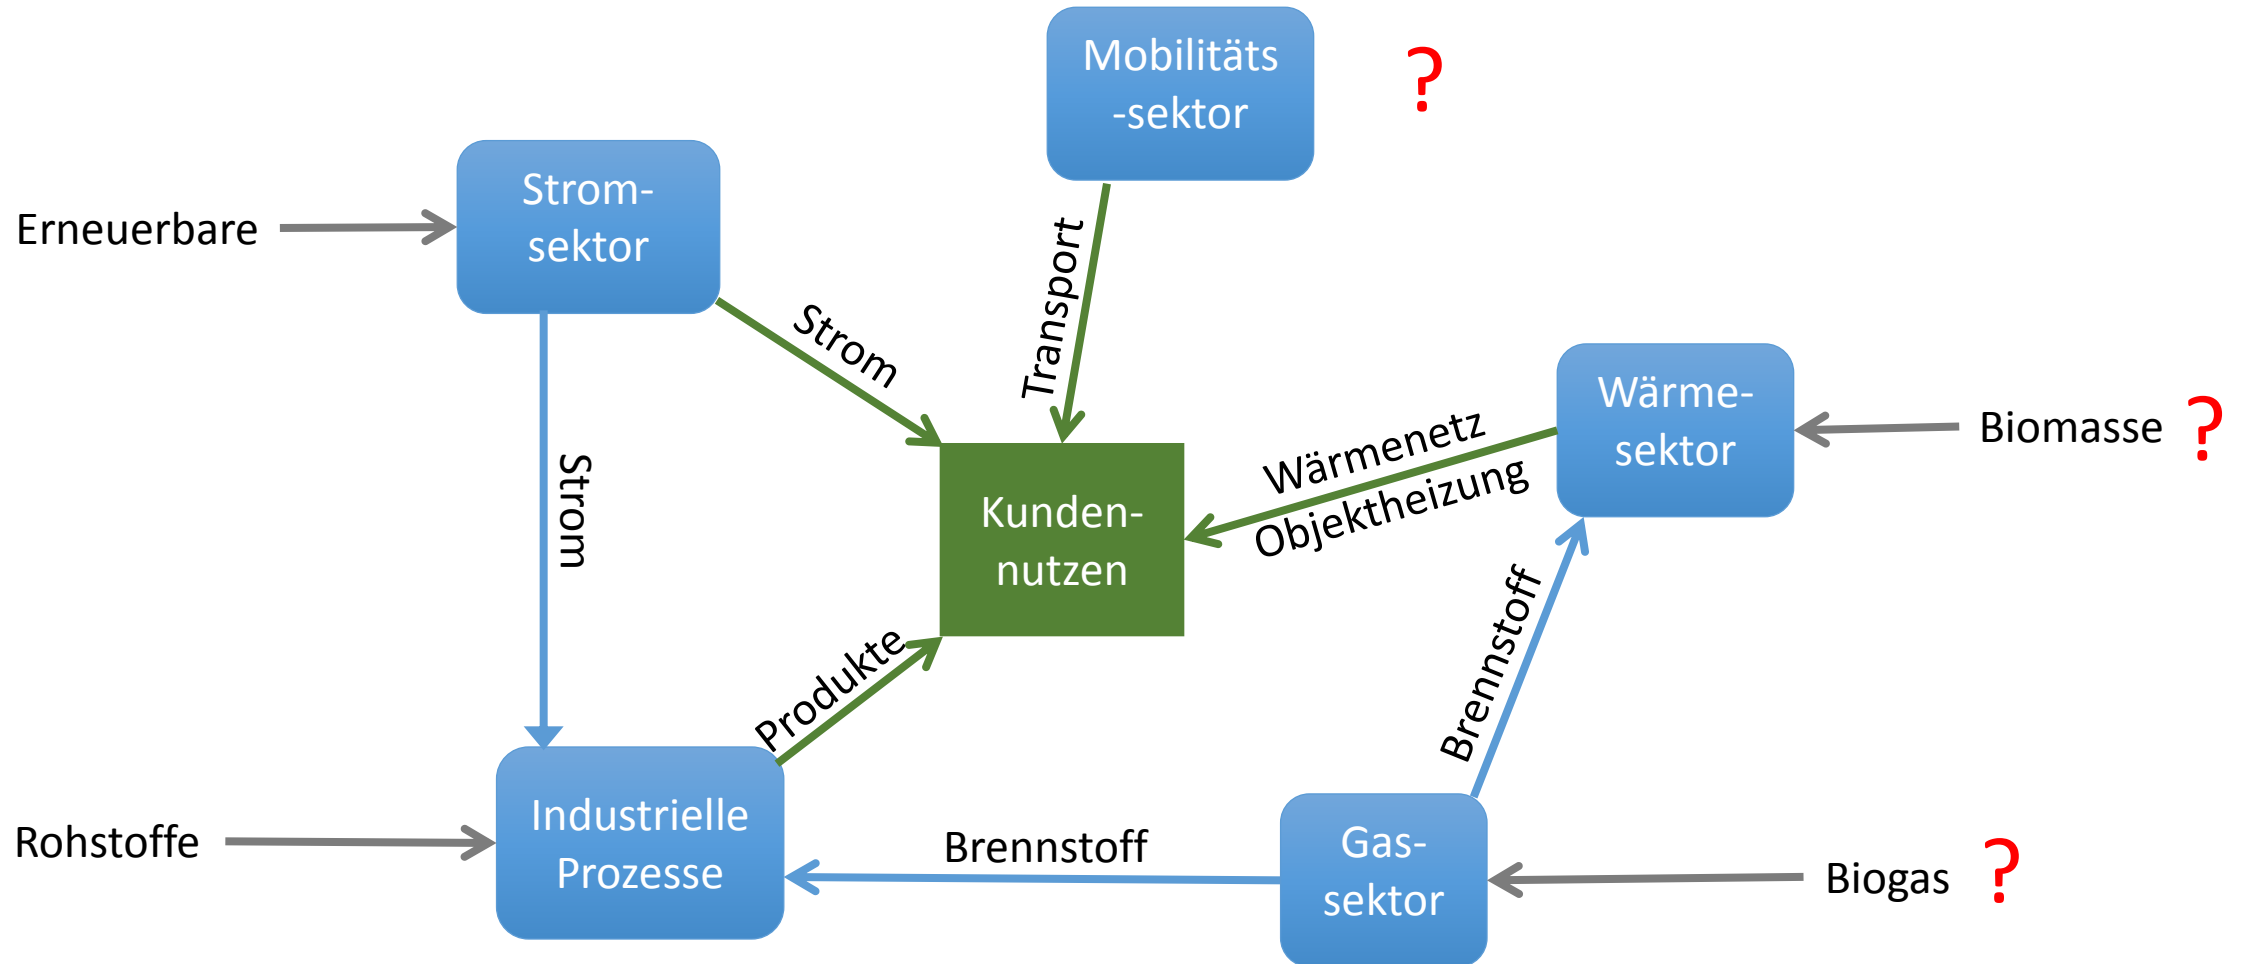 Mobilitäts
-sektor
?
Strom-
sektor
Erneuerbare
Transport
Strom
Wärme-
sektor
Biomasse ?
Wärmenetz
Objektheizung
Strom
Kunden-
nutzen
Brennstoff
Produkte
Industrielle
Prozesse
Rohstoffe
Brennstoff
Gas-
sektor
Biogas ?